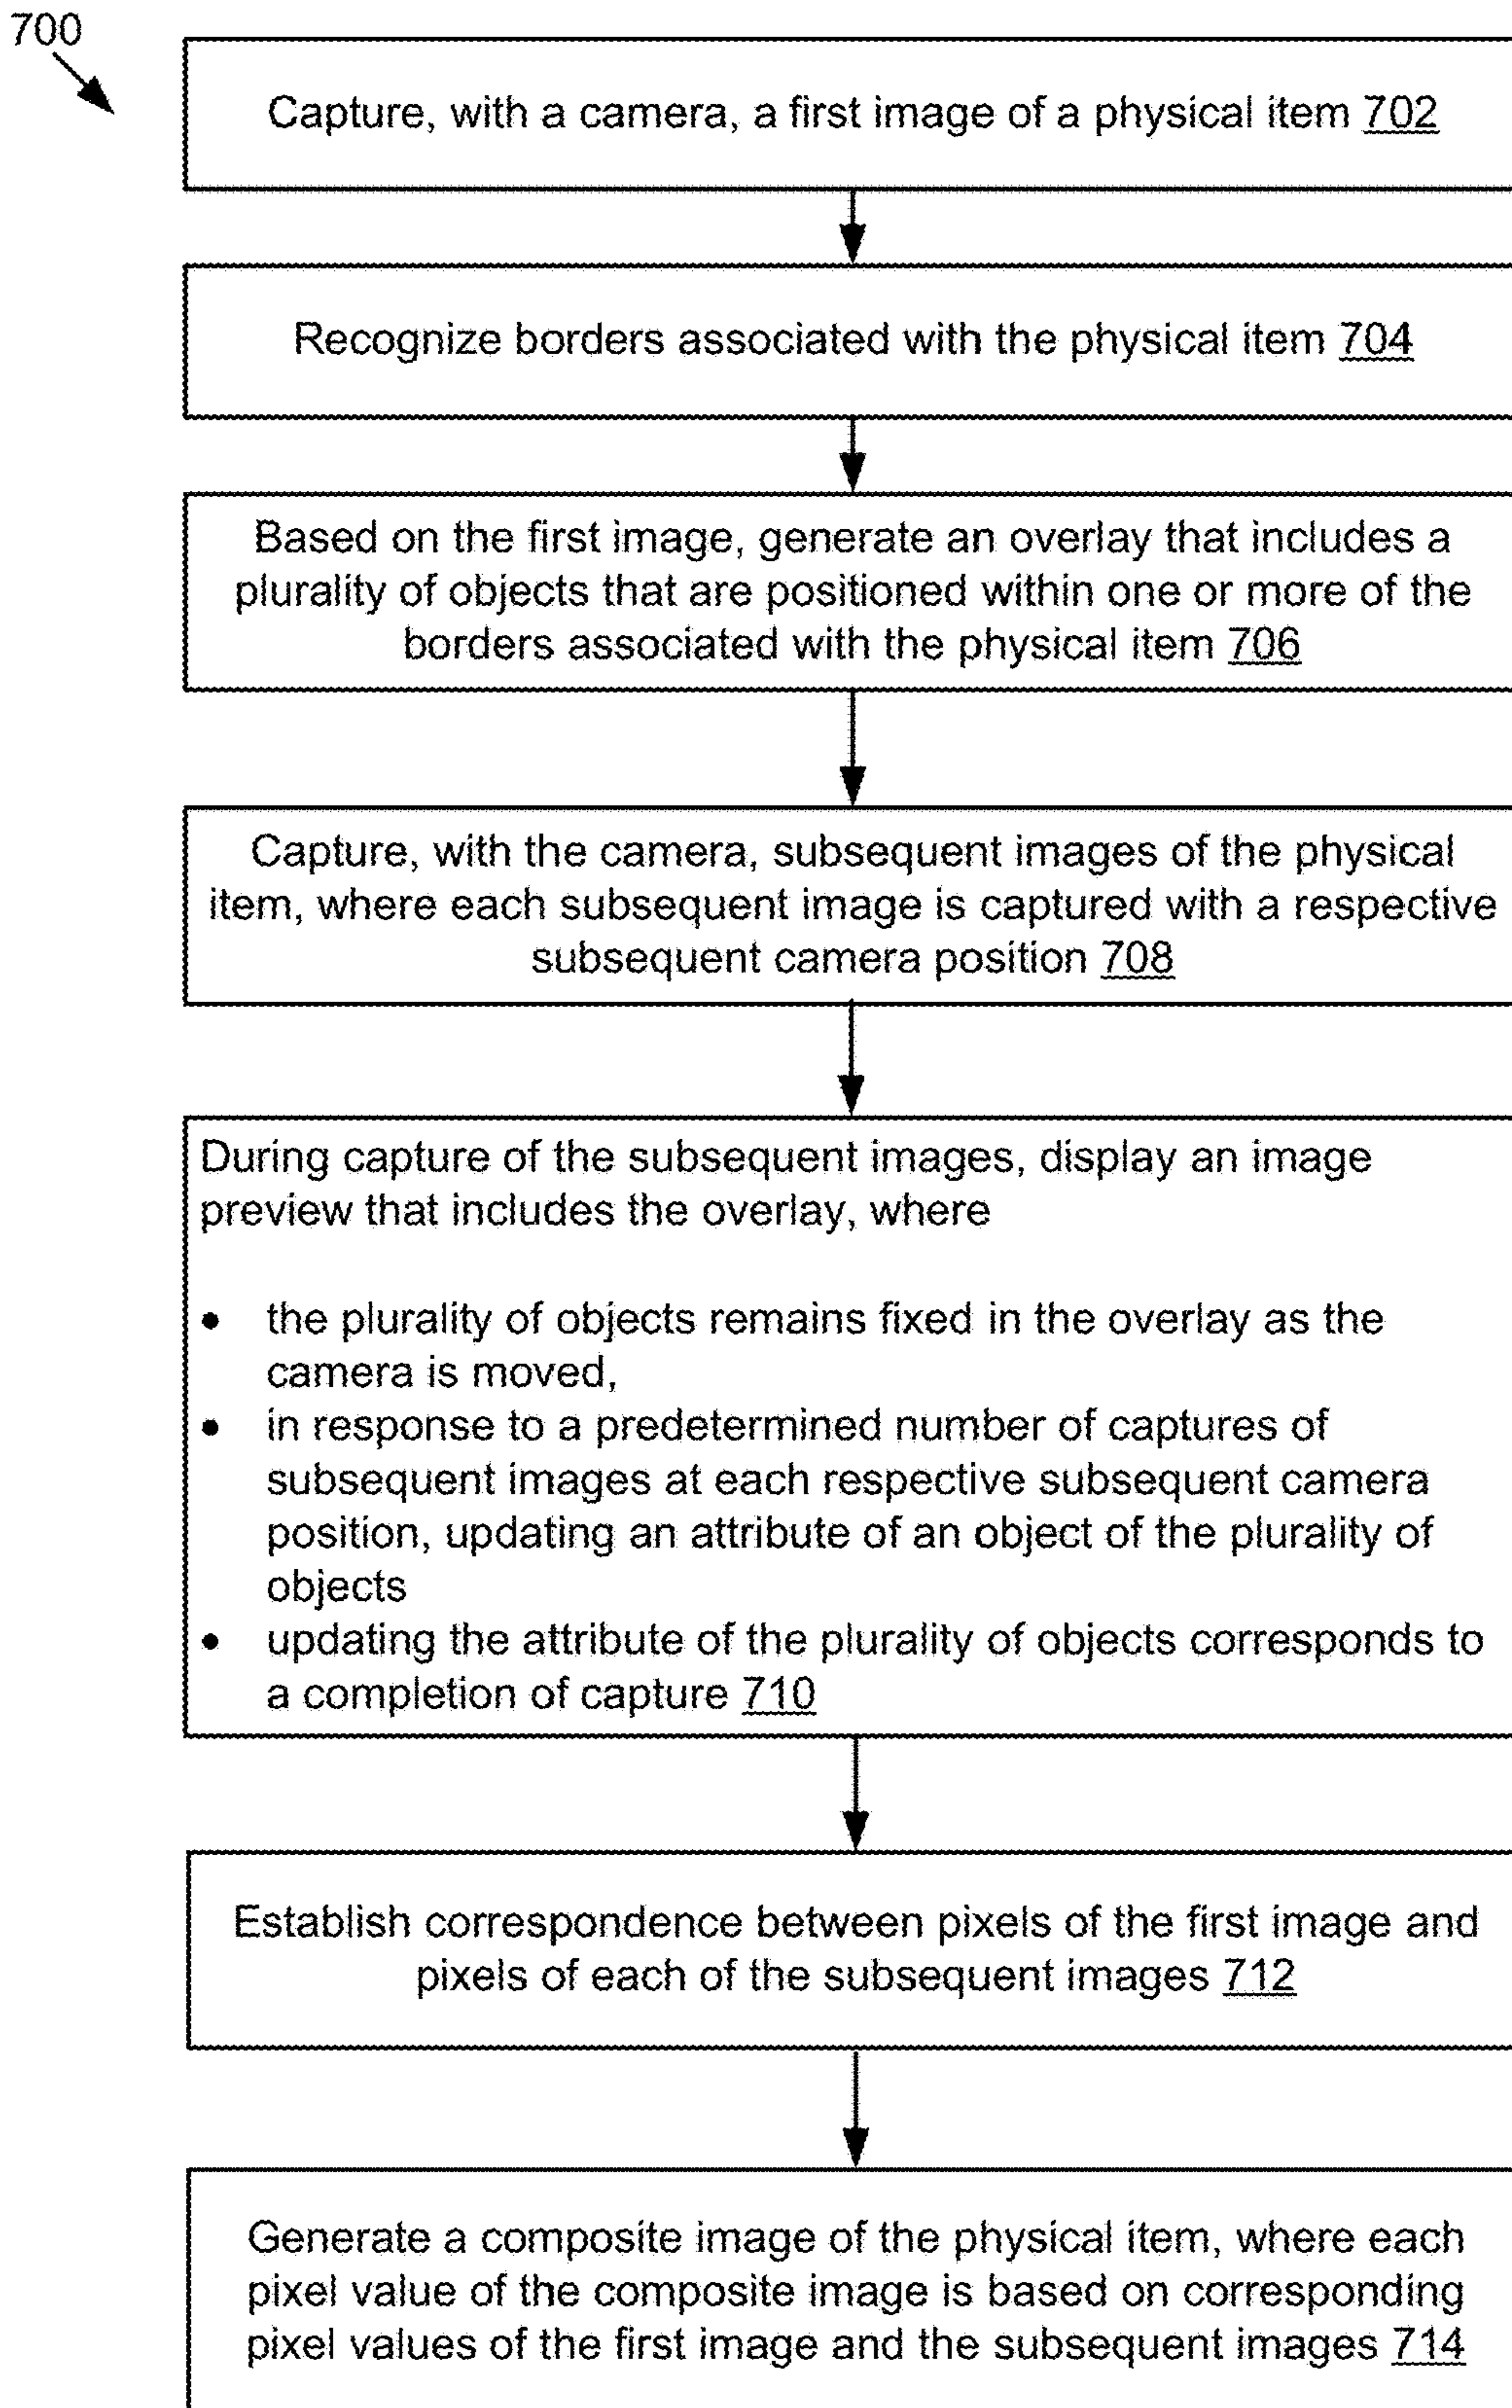 700
Capture, with a camera, a first image of a physical item 702
Recognize borders associated with the physical item 704
Based on the first image, generate an overlay that includes a
plurality of objects that are positioned within one or more of the
borders associated with the physical item 706
Capture, with the camera, subsequent images of the physical
item, where each subsequent image is captured with a respective
subsequent camera position 708
During capture of the subsequent images, display an image
preview that includes the overlay, where
• the plurality of objects remains fixed in the overlay as the
camera is moved,
• in response to a predetermined number of captures of
subsequent images at each respective subsequent camera
position, updating an attribute of an object of the plurality of
objects
• updating the attribute of the plurality of objects corresponds to
a completion of capture 710
Establish correspondence between pixels of the first image and
pixels of each of the subsequent images 712
Generate a composite image of the physical item, where each
pixel value of the composite image is based on corresponding
pixel values of the first image and the subsequent images 714